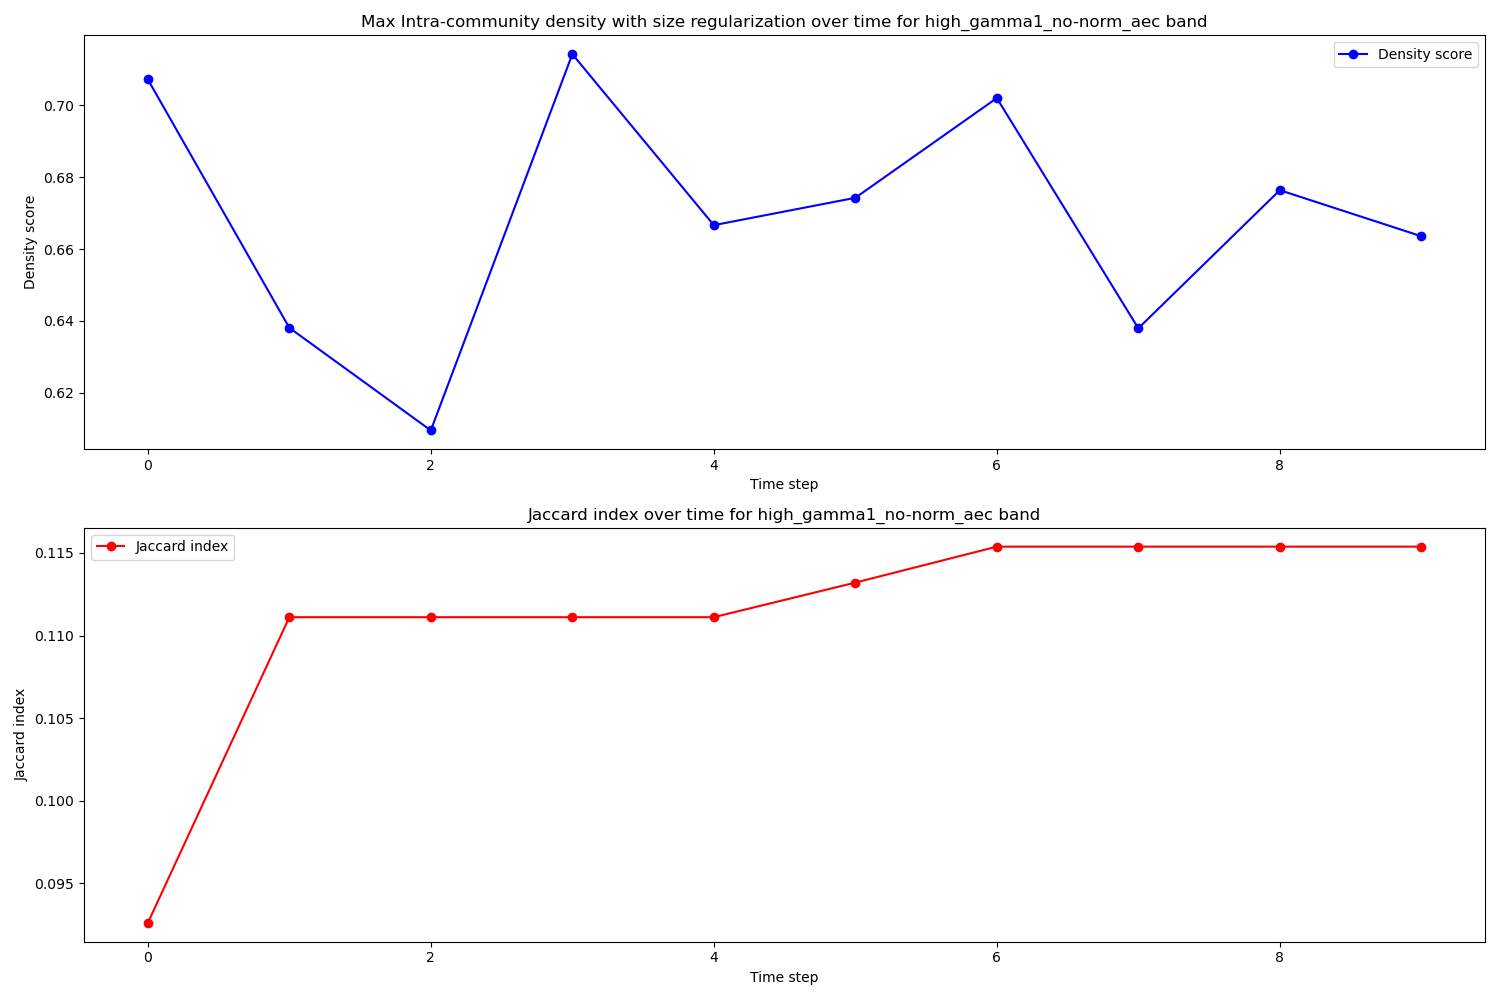 Max Intra-community density with size regularization over time for high_gamma1_no-norm_aec band
Density score
0.70
0.68
0.66
0.64
0.62
Density score
0
2
4
6
8
Time step
Jaccard index over time for high_gamma1_no-norm_aec band
Jaccard index
0.115
0.110
0.105
0.100
0.095
Jaccard index
0
2
4
6
8
Time step